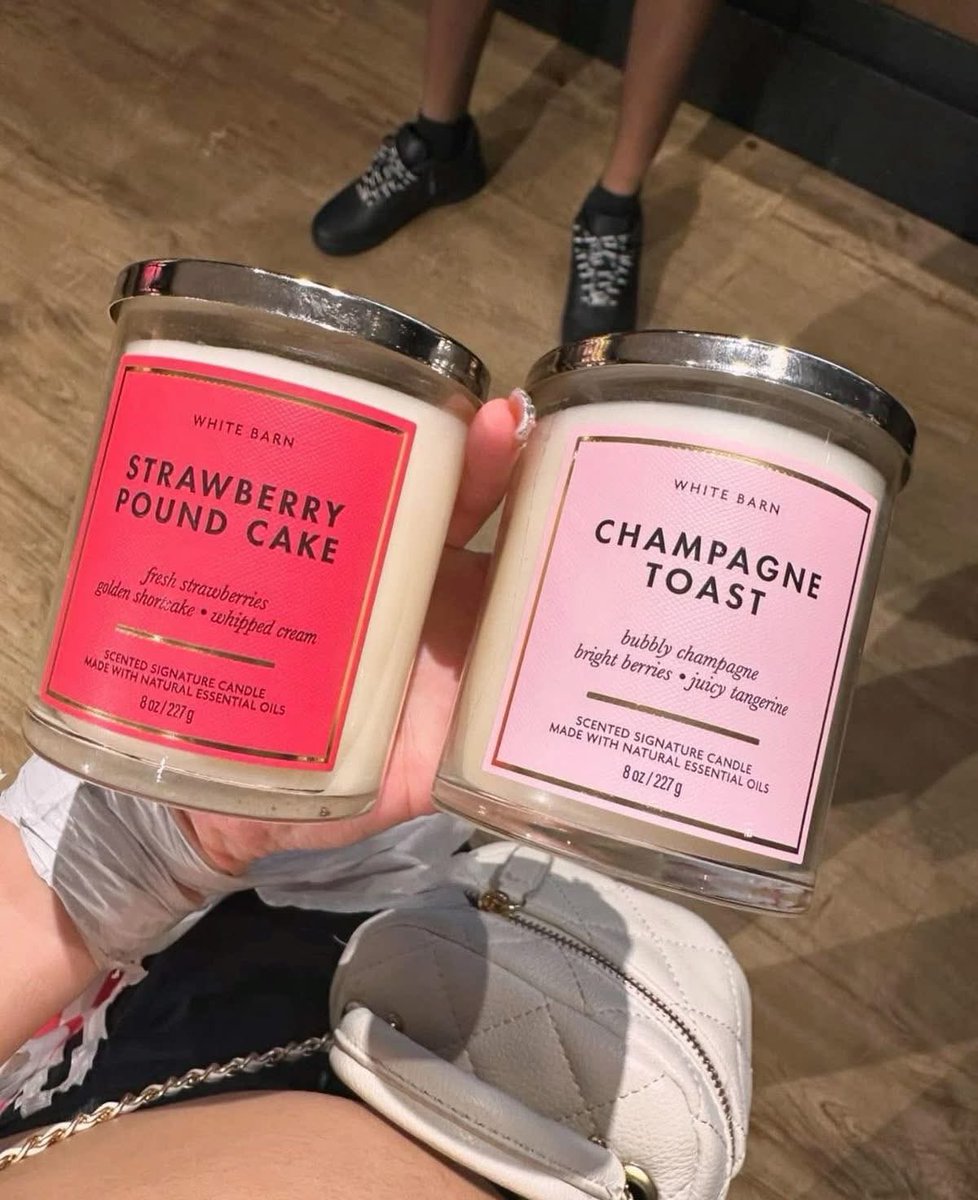 WHITE BARN
STRAWBERRY
POUND CAKE
fresh strawberries
golden shortcake • whipped cream
SCENTED SIGNATURE CANDLE
MADE WITH NATURAL ESSENTIAL OILS
8 oz / 227 g
WHITE BARN
CHAMPAGNE
TOAST
bubbly champagne
bright berries • juicy tangerine
SCENTED SIGNATURE CANDLE
MADE WITH NATURAL ESSENTIAL OILS
8 oz / 227 g